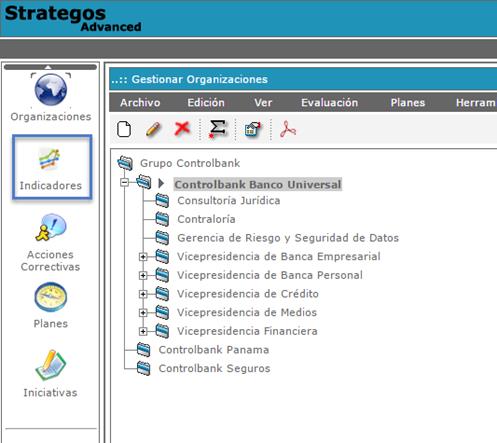 Strategos
Advanced
Organizaciones
Indicadores
Acciones
Correctivas
Planes
Iniciativas
..:: Gestionar Organizaciones
Archivo Edición Ver Evaluación Planes Herram
Grupo Controlbank
Controlbank Banco Universal
Consultoría Jurídica
Contraloría
Gerencia de Riesgo y Seguridad de Datos
Vicepresidencia de Banca Empresarial
Vicepresidencia de Banca Personal
Vicepresidencia de Crédito
Vicepresidencia de Medios
Vicepresidencia Financiera
Controlbank Panama
Controlbank Seguros